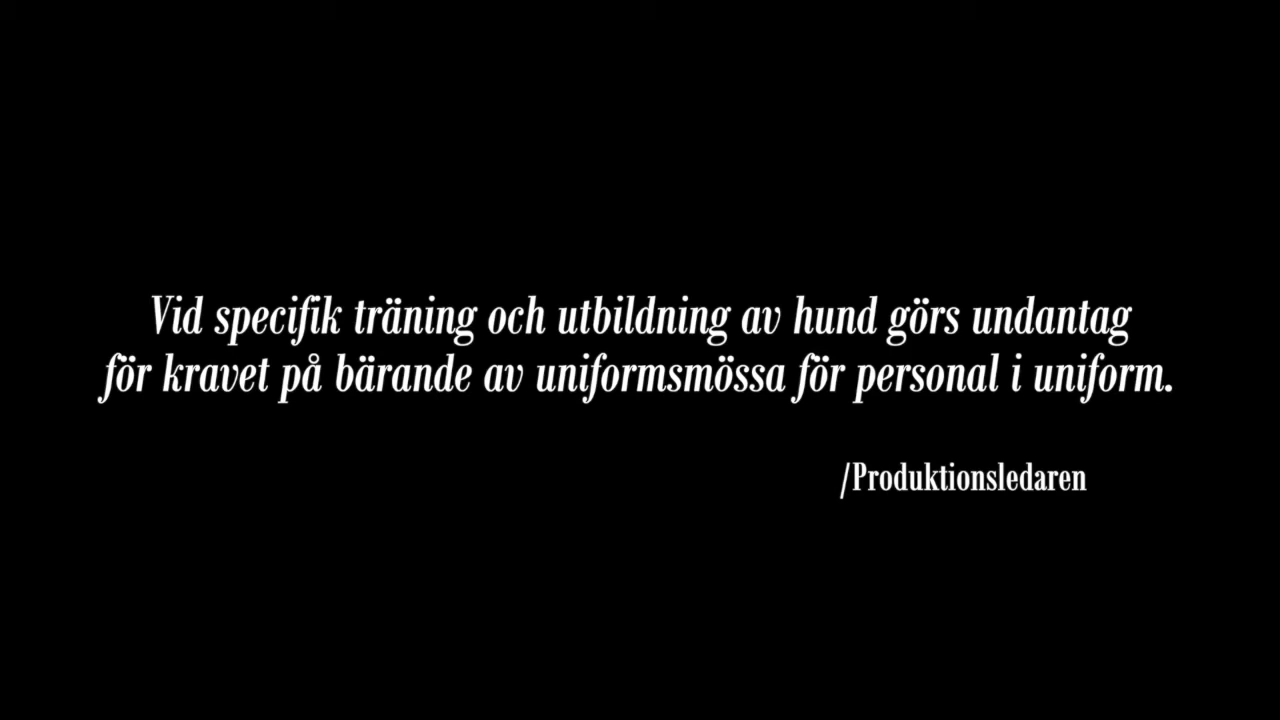 Vid specifik träning och utbildning av hund görs undantag
för kravet på bärande av uniformsmössa för personal i uniform.
/Produktionsledaren